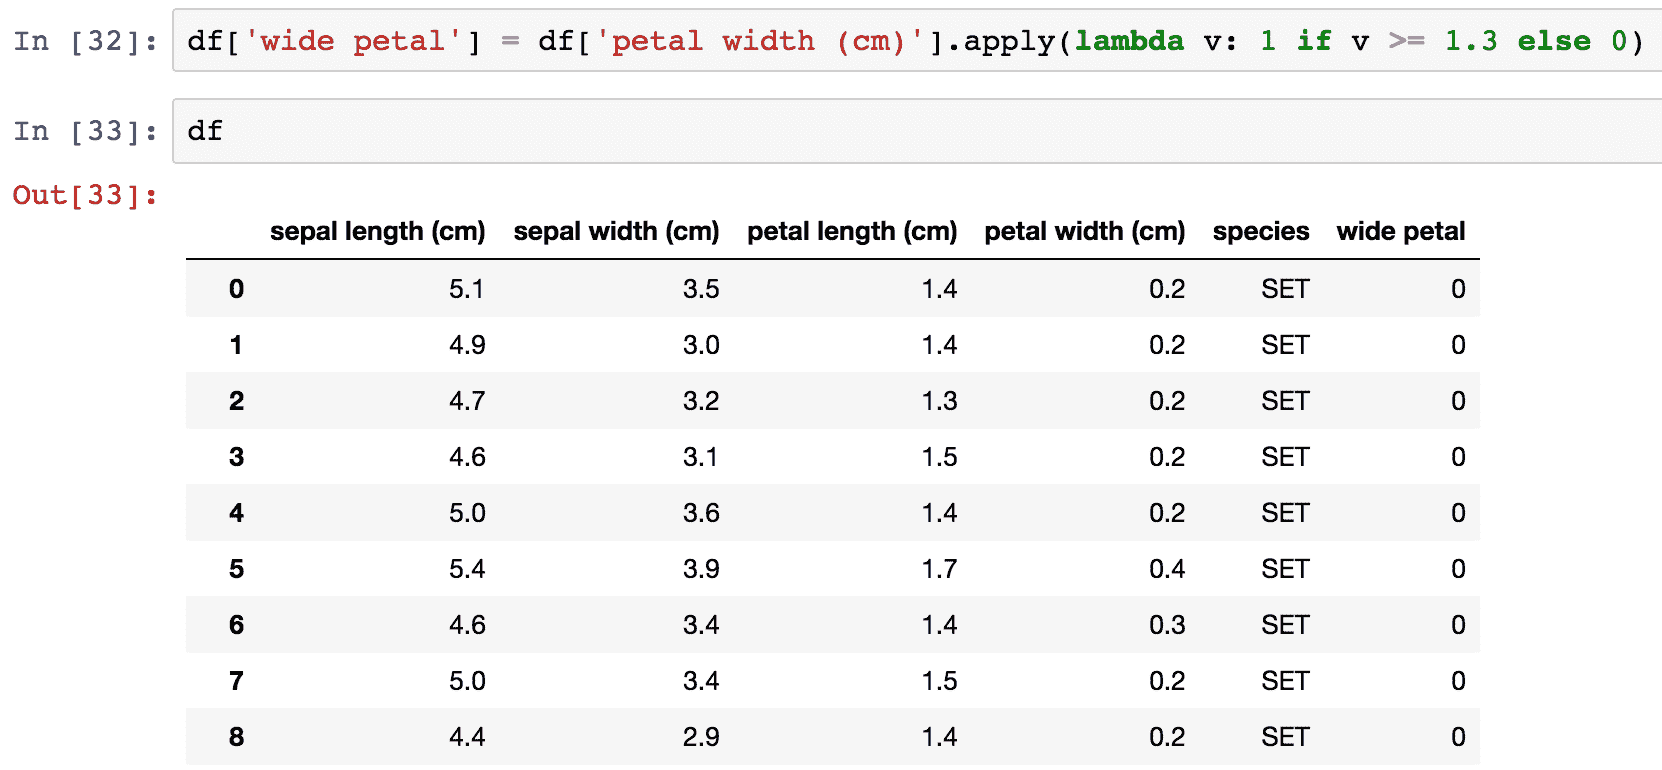 In [32]: df['wide petal'] = df['petal width (cm)'].apply(lambda v: 1 if v >= 1.3 else 0)
In [33]: df
Out[33]:
sepal length (cm) sepal width (cm) petal length (cm) petal width (cm) species wide petal
0 5.1 3.5 1.4 0.2 SET 0
1 4.9 3.0 1.4 0.2 SET 0
2 4.7 3.2 1.3 0.2 SET 0
3 4.6 3.1 1.5 0.2 SET 0
4 5.0 3.6 1.4 0.2 SET 0
5 5.4 3.9 1.7 0.4 SET 0
6 4.6 3.4 1.4 0.3 SET 0
7 5.0 3.4 1.5 0.2 SET 0
8 4.4 2.9 1.4 0.2 SET 0